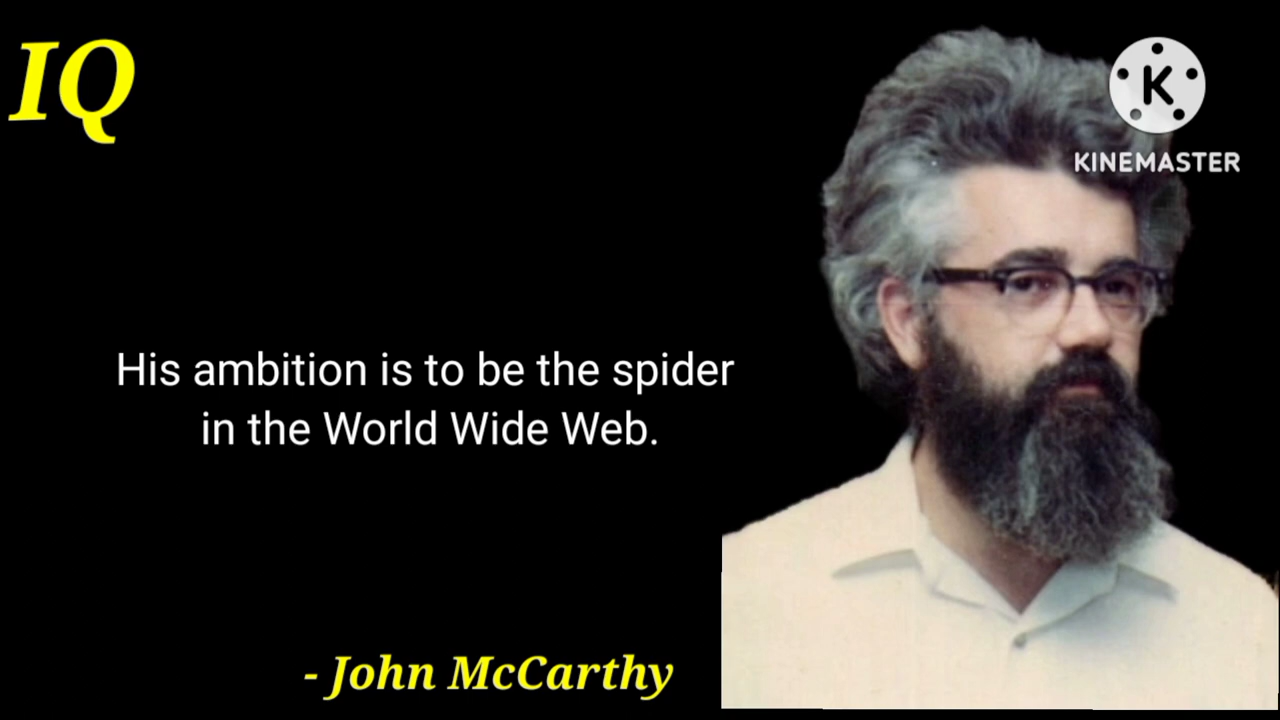 IQ
K
KINEMASTER
His ambition is to be the spider
in the World Wide Web.
- John McCarthy